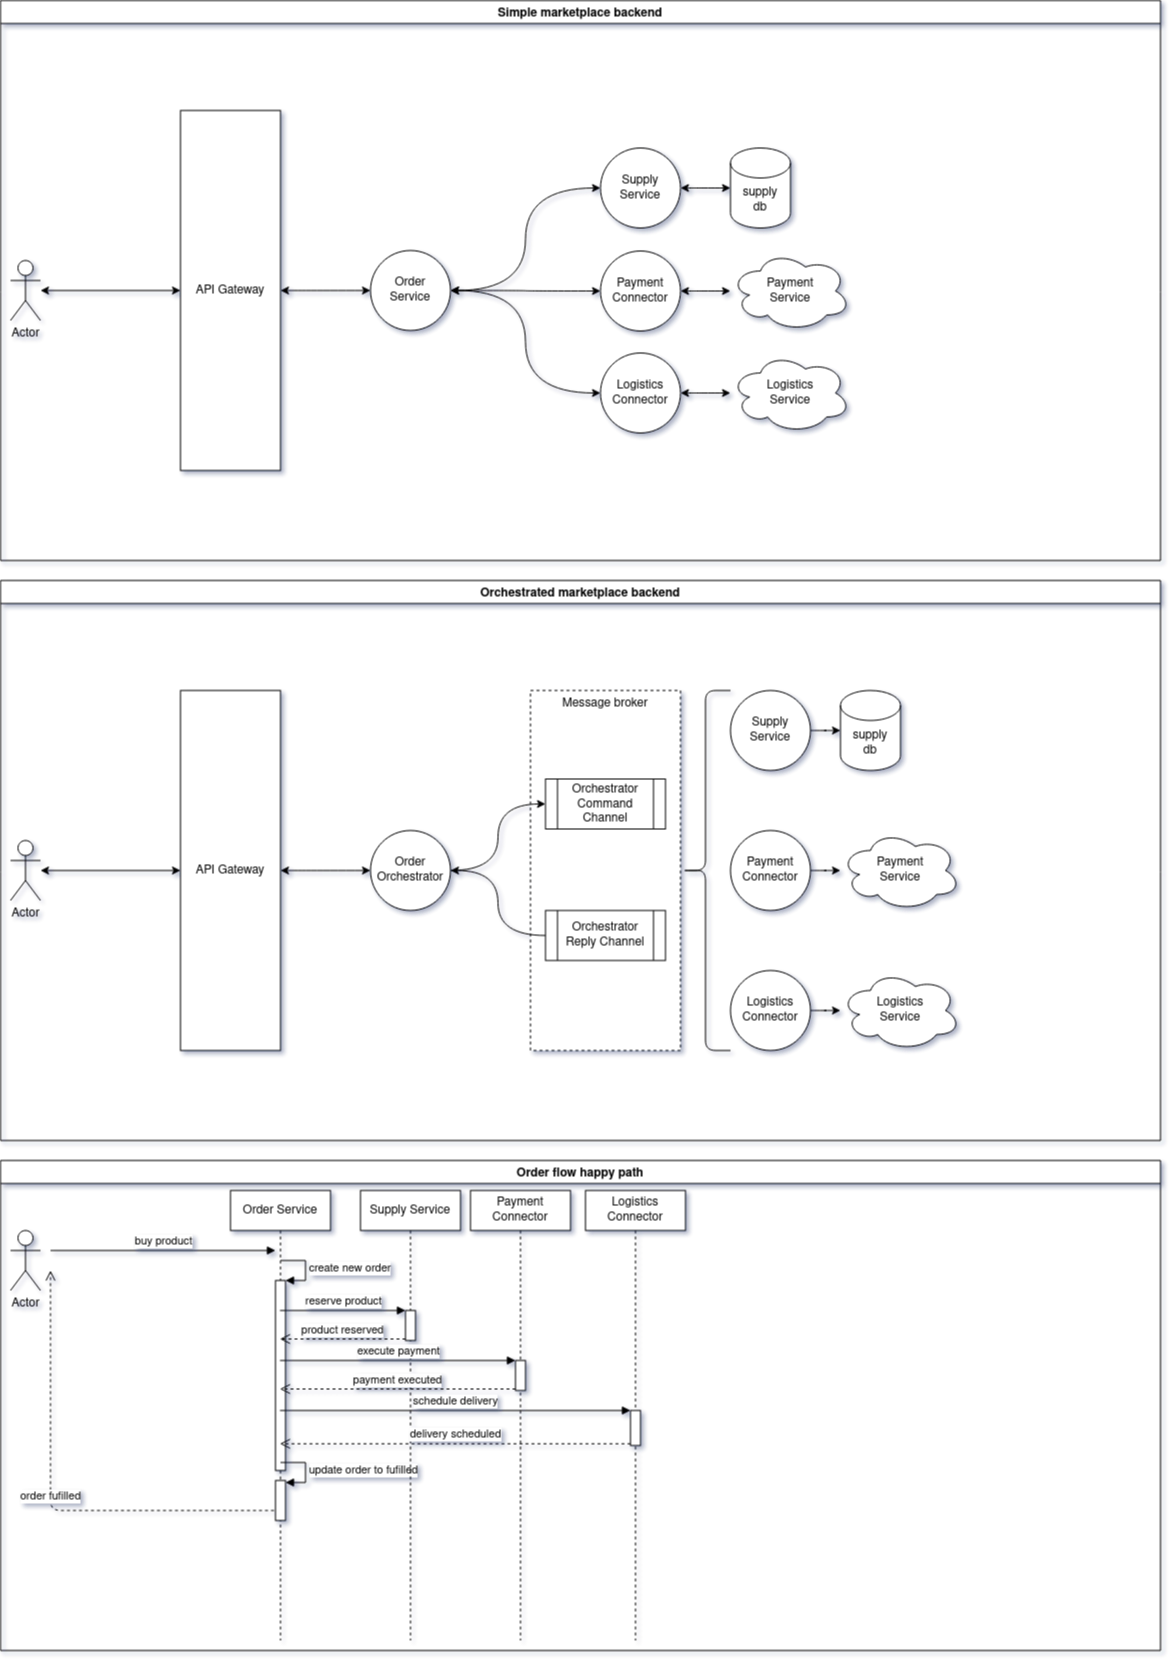 Simple marketplace backend
Supply
Service
supply
db
Actor
API Gateway
Order
Service
Payment
Connector
Payment
Service
Logistics
Connector
Logistics
Service
Orchestrated marketplace backend
Message broker
Supply
Service
supply
db
Orchestrator
Command
Channel
Actor
API Gateway
Order
Orchestrator
Payment
Connector
Payment
Service
Orchestrator
Reply Channel
Logistics
Connector
Logistics
Service
Order flow happy path
Order Service
Supply Service
Payment
Connector
Logistics
Connector
Actor
buy product
create new order
reserve product
product reserved
execute payment
payment executed
schedule delivery
delivery scheduled
update order to fufilled
order fufilled